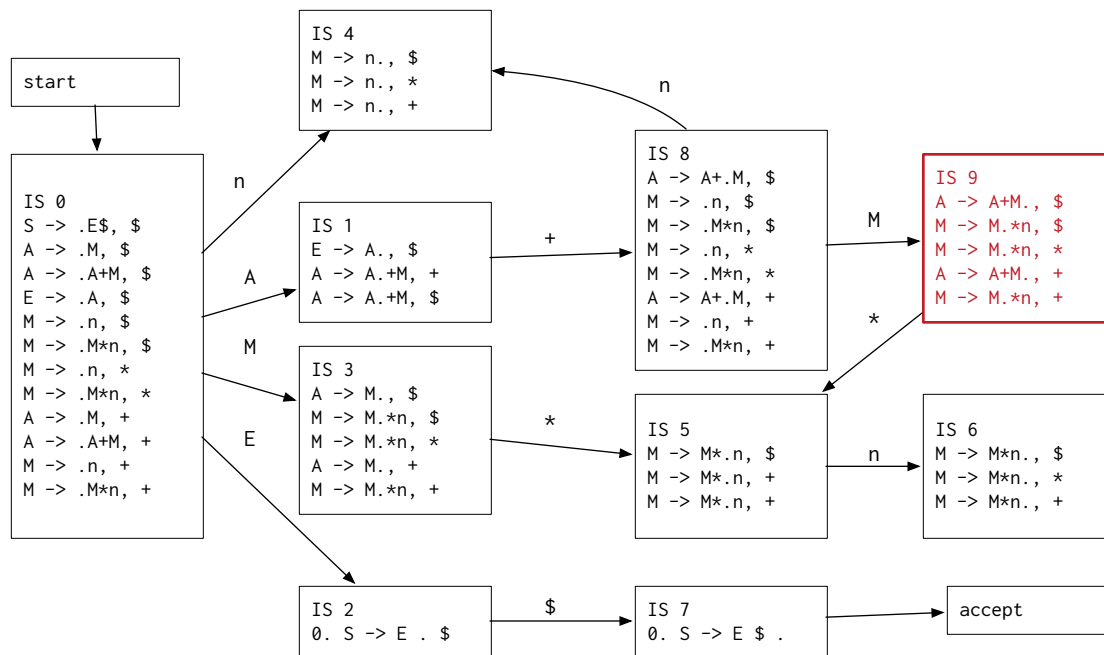 start
IS 0
S -> .E$, $
A -> .M, $
A -> .A+M, $
E -> .A, $
M -> .n, $
M -> .M*n, $
M -> .n, *
M -> .M*n, *
A -> .M, +
A -> .A+M, +
M -> .n, +
M -> .M*n, +
n
A
M
E
IS 4
M -> n., $
M -> n., *
M -> n., +
IS 1
E -> A., $
A -> A.+M, +
A -> A.+M, $
IS 3
A -> M., $
M -> M.*n, $
M -> M.*n, *
A -> M., +
M -> M.*n, +
IS 2
0. S -> E . $
n
+
*
$
IS 8
A -> A+.M, $
M -> .n, $
M -> .M*n, $
M -> .n, *
M -> .M*n, *
A -> A+.M, +
M -> .n, +
M -> .M*n, +
IS 5
M -> M*.n, $
M -> M*.n, +
M -> M*.n, +
IS 7
0. S -> E $ .
M
*
n
IS 9
A -> A+M., $
M -> M.*n, $
M -> M.*n, *
A -> A+M., +
M -> M.*n, +
IS 6
M -> M*n., $
M -> M*n., *
M -> M*n., +
accept